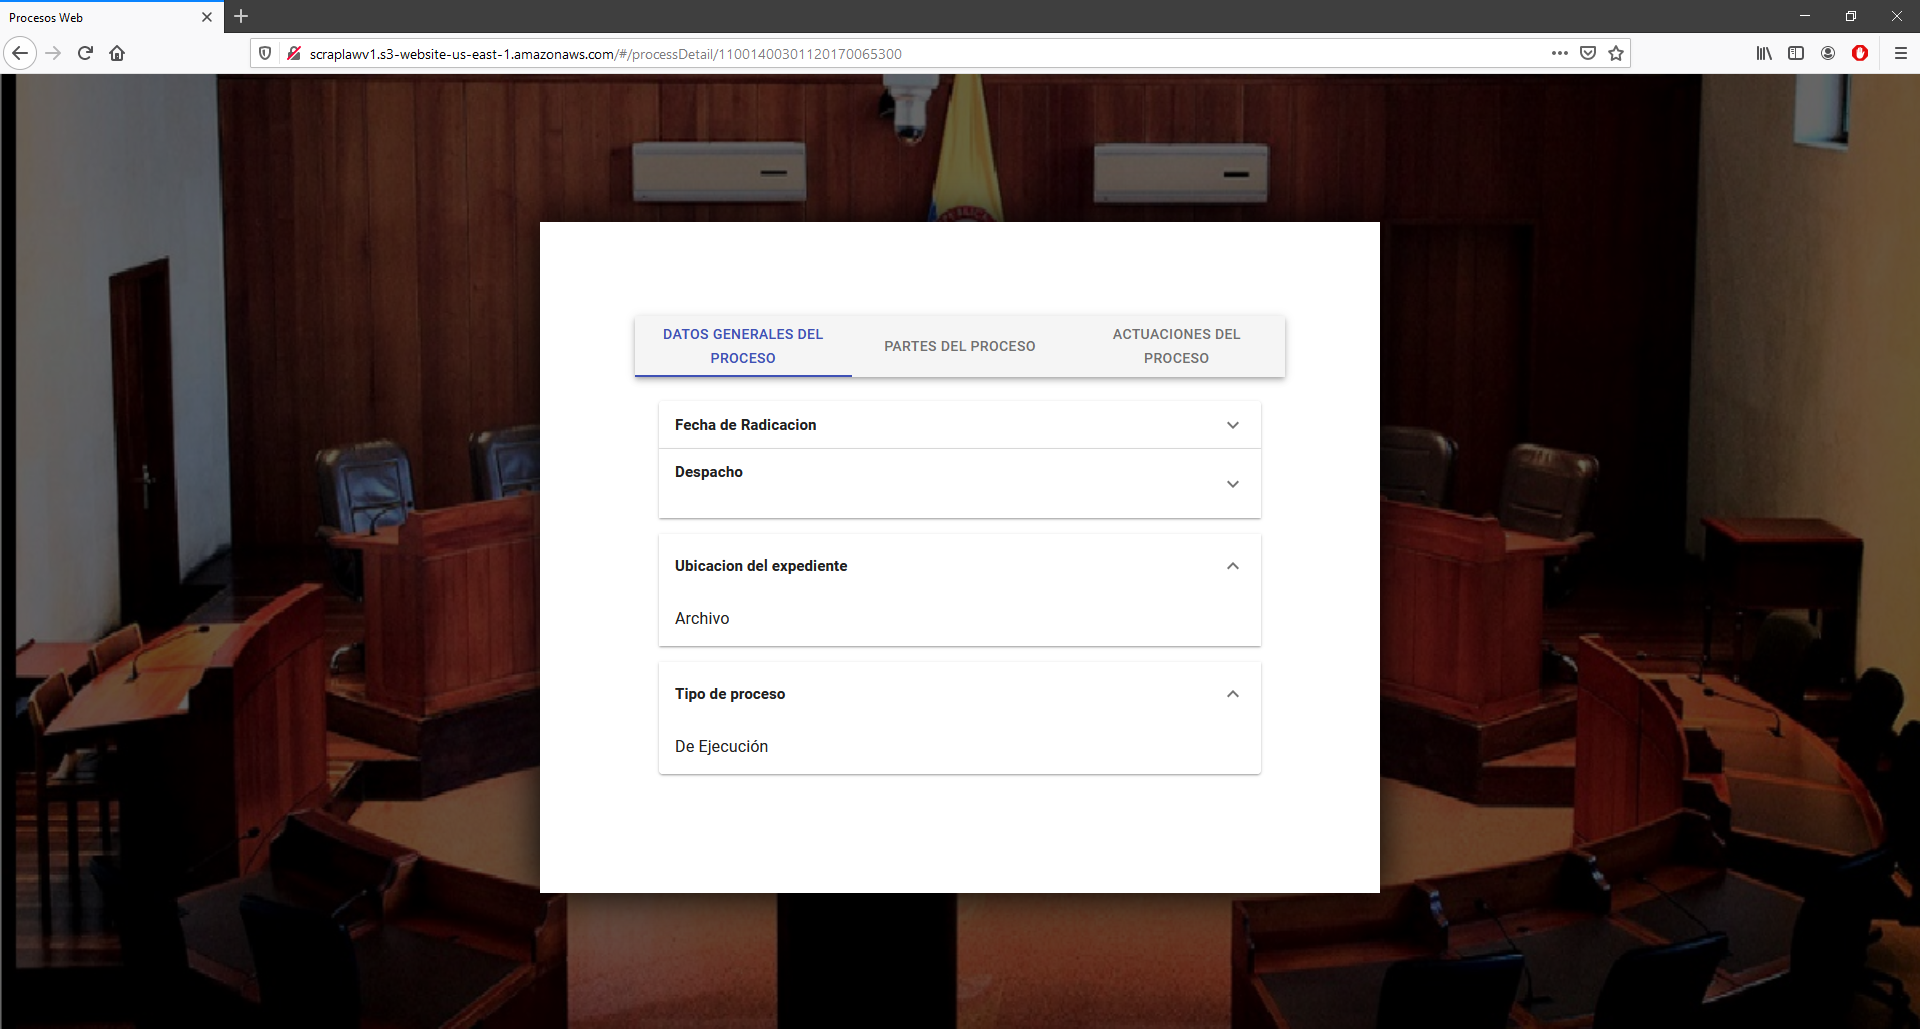 Procesos Web
scraplawv1.s3-website-us-east-1.amazonaws.com/#/processDetail/11001400301120170065300
DATOS GENERALES DEL
PROCESO
PARTES DEL PROCESO
ACTUACIONES DEL
PROCESO
Fecha de Radicacion
Despacho
Ubicacion del expediente
Archivo
Tipo de proceso
De Ejecución